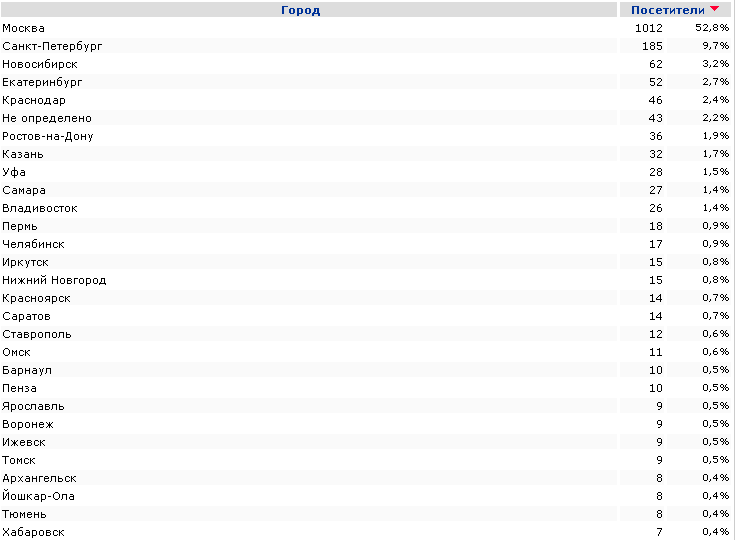 Город Посетители
Москва 1012 52,8%
Санкт-Петербург 185 9,7%
Новосибирск 62 3,2%
Екатеринбург 52 2,7%
Краснодар 46 2,4%
Не определено 43 2,2%
Ростов-на-Дону 36 1,9%
Казань 32 1,7%
Уфа 28 1,5%
Самара 27 1,4%
Владивосток 26 1,4%
Пермь 18 0,9%
Челябинск 17 0,9%
Иркутск 15 0,8%
Нижний Новгород 15 0,8%
Красноярск 14 0,7%
Саратов 14 0,7%
Ставрополь 12 0,6%
Омск 11 0,6%
Барнаул 10 0,5%
Пенза 10 0,5%
Ярославль 9 0,5%
Воронеж 9 0,5%
Ижевск 9 0,5%
Томск 9 0,5%
Архангельск 8 0,4%
Йошкар-Ола 8 0,4%
Тюмень 8 0,4%
Хабаровск 7 0,4%